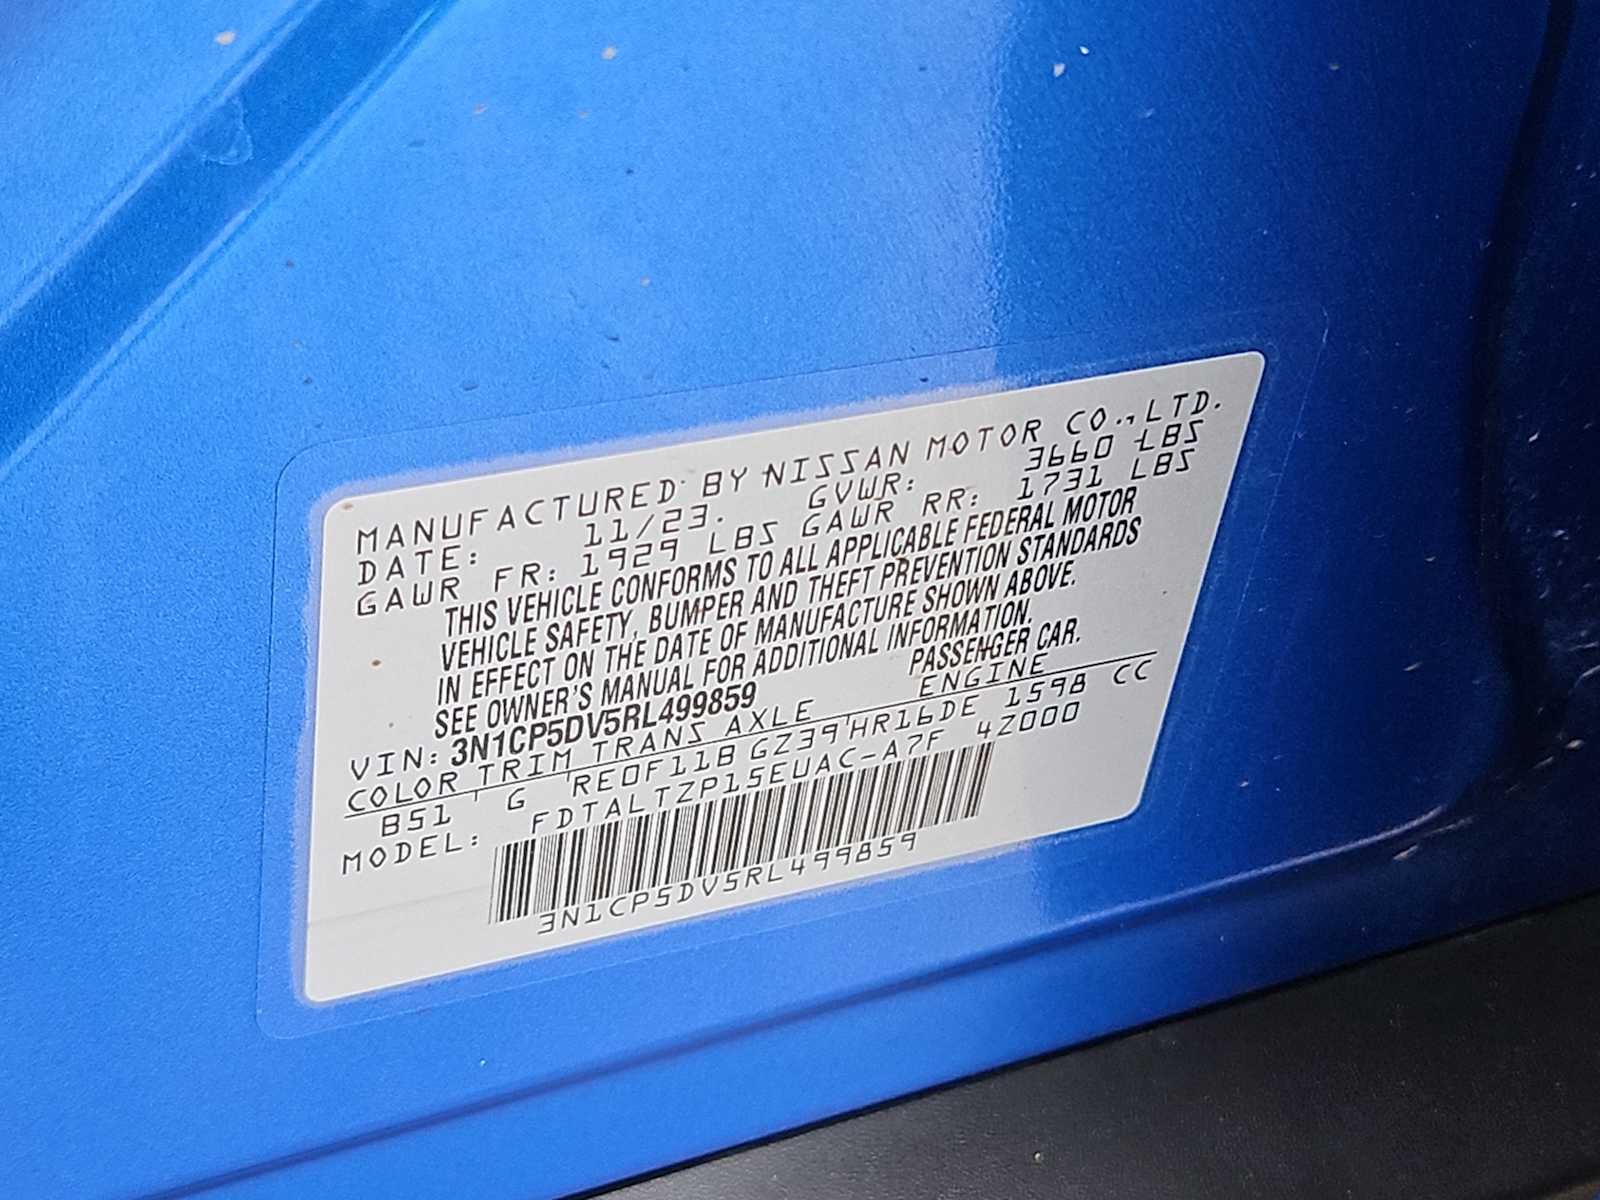 MANUFACTURED BY NISSAN MOTOR CO.,LTD.
DATE: 11/23. GVWR: 3660 LBS
GAWR FR: 1929 LBS GAWR RR: 1731 LBS
THIS VEHICLE CONFORMS TO ALL APPLICABLE FEDERAL MOTOR
VEHICLE SAFETY, BUMPER AND THEFT PREVENTION STANDARDS
IN EFFECT ON THE DATE OF MANUFACTURE SHOWN ABOVE.
SEE OWNER'S MANUAL FOR ADDITIONAL INFORMATION.
VIN: 3N1CP5DV5RL499859 PASSENGER CAR.
COLOR TRIM TRANS AXLE ENGINE
B51 G RE0F11B GZ39 HR16DE 1598 CC
MODEL: FDTALTZP15EUAC-A7F 4Z000
3N1CP5DV5RL499859